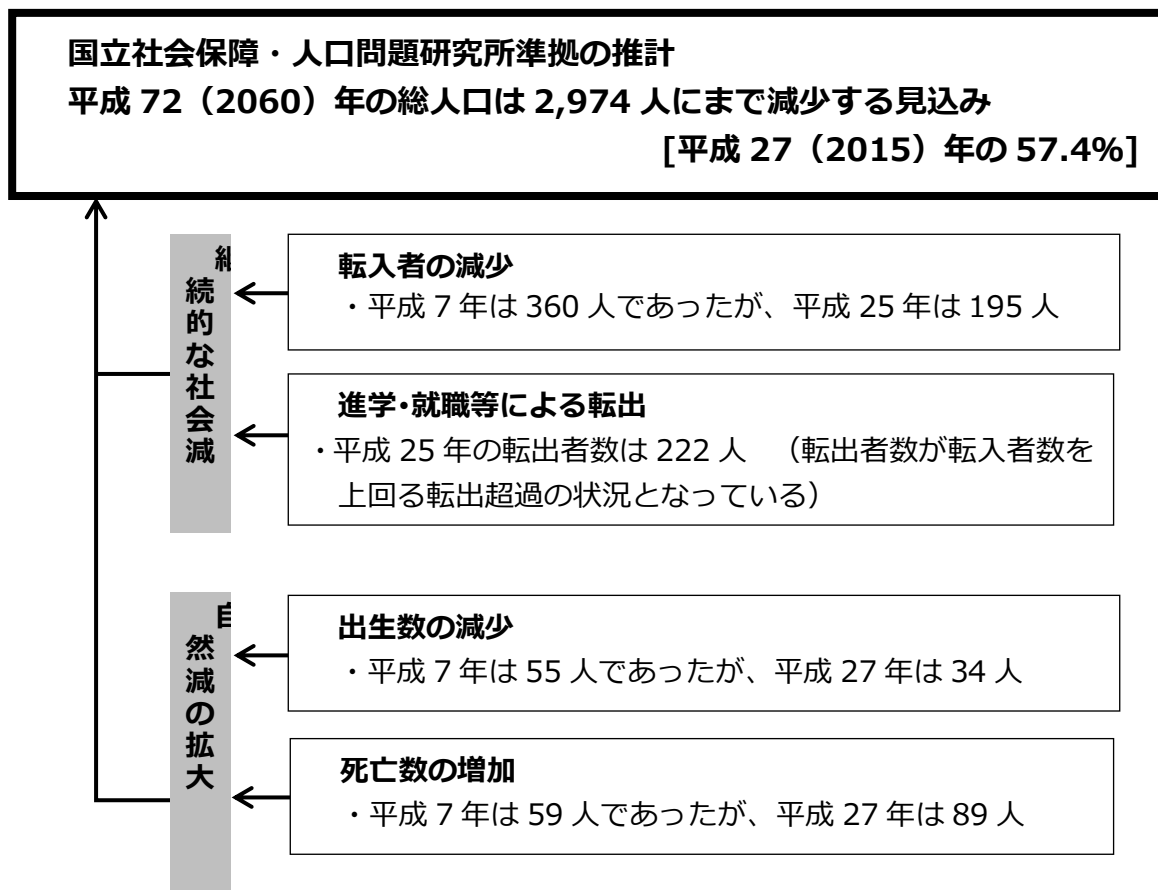 国立社会保障・人口問題研究所準拠の推計
平成 72（2060）年の総人口は 2,974 人にまで減少する見込み
[平成 27（2015）年の 57.4%]
継続的な社会減
転入者の減少
・平成 7 年は 360 人であったが、平成 25 年は 195 人
進学･就職等による転出
・平成 25 年の転出者数は 222 人　（転出者数が転入者数を
上回る転出超過の状況となっている）
自然減の拡大
出生数の減少
・平成 7 年は 55 人であったが、平成 27 年は 34 人
死亡数の増加
・平成 7 年は 59 人であったが、平成 27 年は 89 人